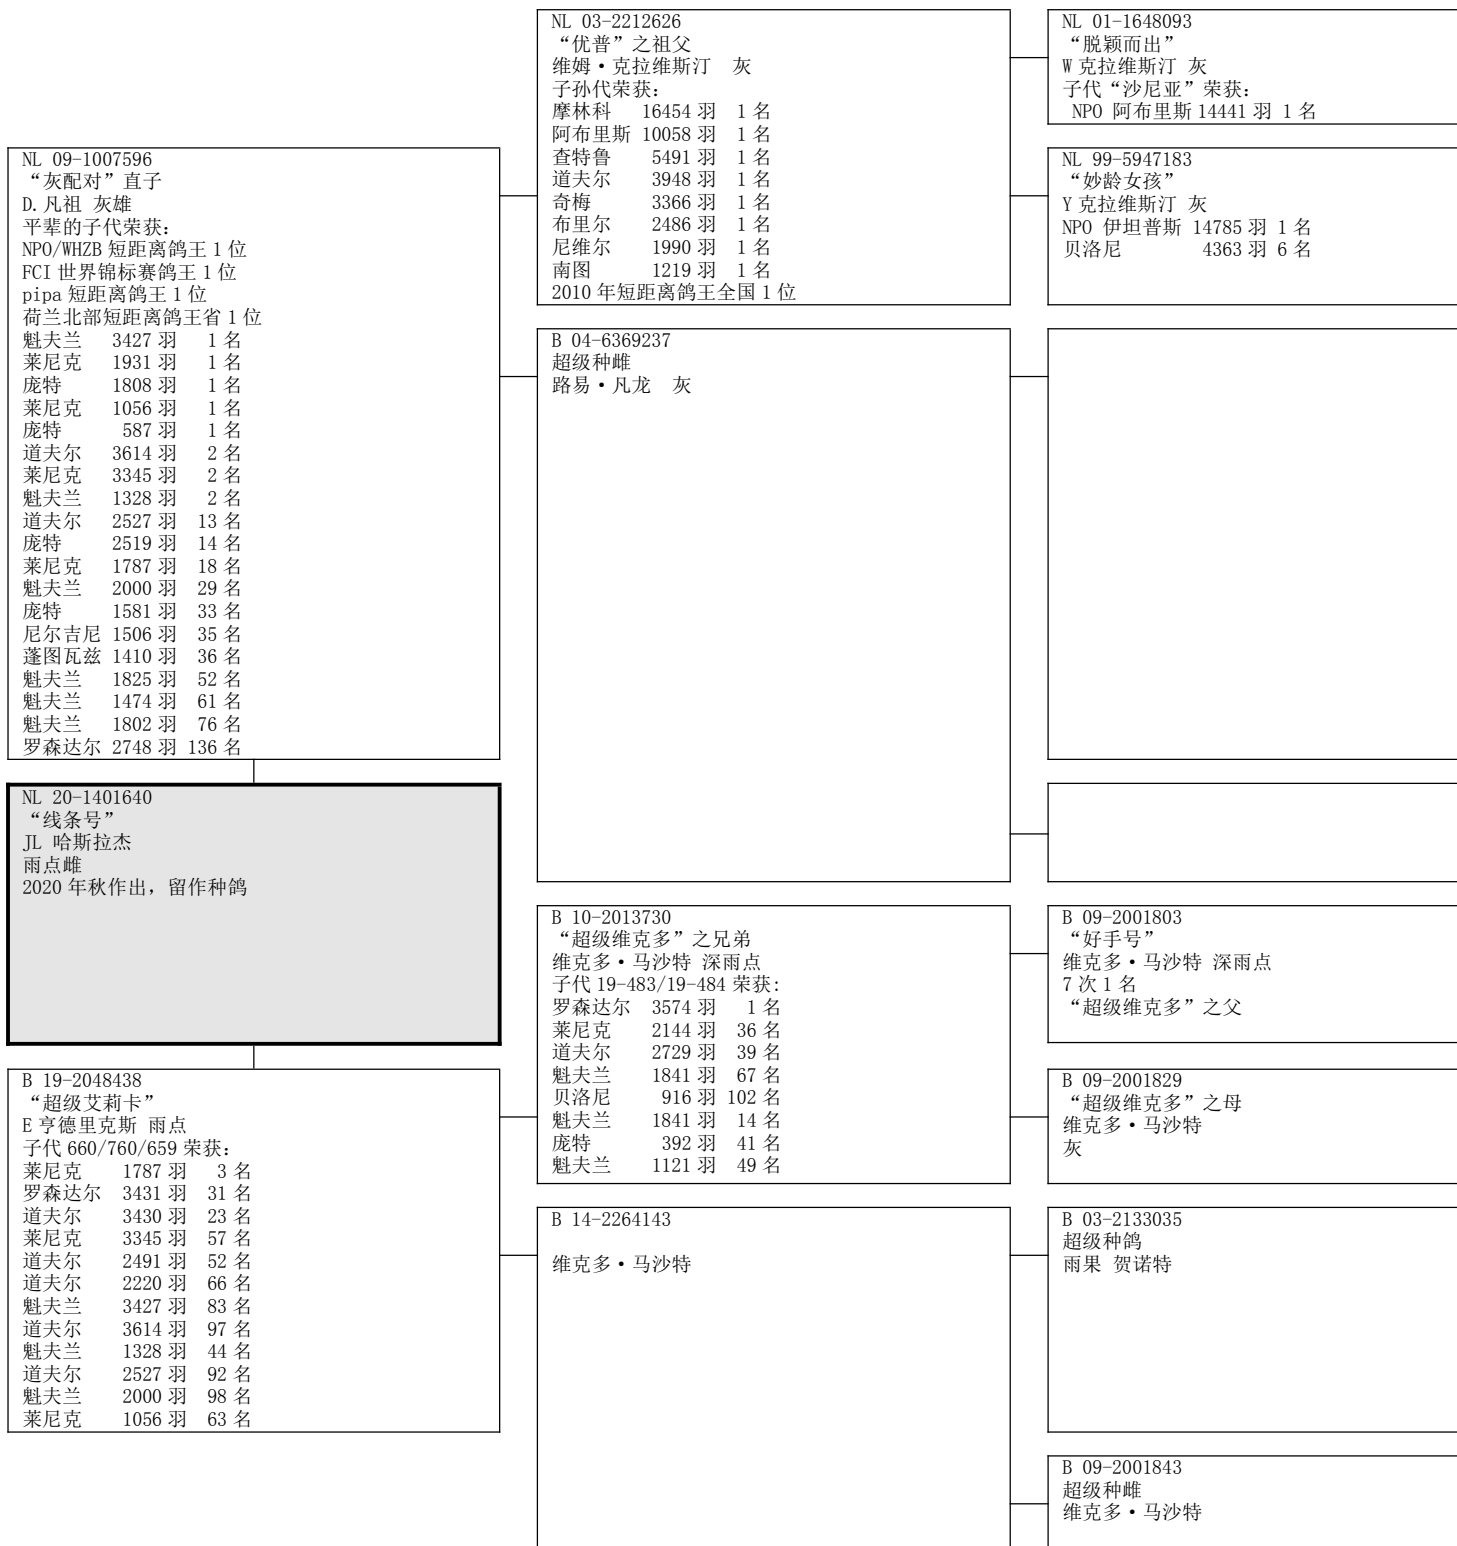 NL 09-1007596
“灰配对”直子
D.凡祖 灰雄
平辈的子代荣获：
NPO/WHZB 短距离鸽王 1 位
FCI 世界锦标赛鸽王 1 位
pipa 短距离鸽王 1 位
荷兰北部短距离鸽王省 1 位
魁夫兰 3427 羽 1 名
莱尼克 1931 羽 1 名
庞特 1808 羽 1 名
莱尼克 1056 羽 1 名
庞特 587 羽 1 名
道夫尔 3614 羽 2 名
莱尼克 3345 羽 2 名
魁夫兰 1328 羽 2 名
道夫尔 2527 羽 13 名
庞特 2519 羽 14 名
莱尼克 1787 羽 18 名
魁夫兰 2000 羽 29 名
庞特 1581 羽 33 名
尼尔吉尼 1506 羽 35 名
蓬图瓦兹 1410 羽 36 名
魁夫兰 1825 羽 52 名
魁夫兰 1474 羽 61 名
魁夫兰 1802 羽 76 名
罗森达尔 2748 羽 136 名
NL 20-1401640
“线条号”
JL 哈斯拉杰
雨点雌
2020 年秋作出，留作种鸽
B 19-2048438
“超级艾莉卡”
E 亨德里克斯 雨点
子代 660/760/659 荣获：
莱尼克 1787 羽 3 名
罗森达尔 3431 羽 31 名
道夫尔 3430 羽 23 名
莱尼克 3345 羽 57 名
道夫尔 2491 羽 52 名
道夫尔 2220 羽 66 名
魁夫兰 3427 羽 83 名
道夫尔 3614 羽 97 名
魁夫兰 1328 羽 44 名
道夫尔 2527 羽 92 名
魁夫兰 2000 羽 98 名
莱尼克 1056 羽 63 名
NL 03-2212626
“优普”之祖父
维姆·克拉维斯汀 灰
子孙代荣获：
摩林科 16454 羽 1 名
阿布里斯 10058 羽 1 名
查特鲁 5491 羽 1 名
道夫尔 3948 羽 1 名
奇梅 3366 羽 1 名
布里尔 2486 羽 1 名
尼维尔 1990 羽 1 名
南图 1219 羽 1 名
2010 年短距离鸽王全国 1 位
B 04-6369237
超级种雌
路易·凡龙 灰
B 10-2013730
“超级维克多”之兄弟
维克多·马沙特 深雨点
子代 19-483/19-484 荣获：
罗森达尔 3574 羽 1 名
莱尼克 2144 羽 36 名
道夫尔 2729 羽 39 名
魁夫兰 1841 羽 67 名
贝洛尼 916 羽 102 名
魁夫兰 1841 羽 14 名
庞特 392 羽 41 名
魁夫兰 1121 羽 49 名
B 14-2264143
维克多·马沙特
NL 01-1648093
“脱颖而出”
W 克拉维斯汀 灰
子代“沙尼亚”荣获：
NPO 阿布里斯 14441 羽 1 名
NL 99-5947183
“妙龄女孩”
Y 克拉维斯汀 灰
NPO 伊坦普斯 14785 羽 1 名
贝洛尼 4363 羽 6 名
B 09-2001803
“好手号”
维克多·马沙特 深雨点
7 次 1 名
“超级维克多”之父
B 09-2001829
“超级维克多”之母
维克多·马沙特
灰
B 03-2133035
超级种鸽
雨果 贺诺特
B 09-2001843
超级种雌
维克多·马沙特